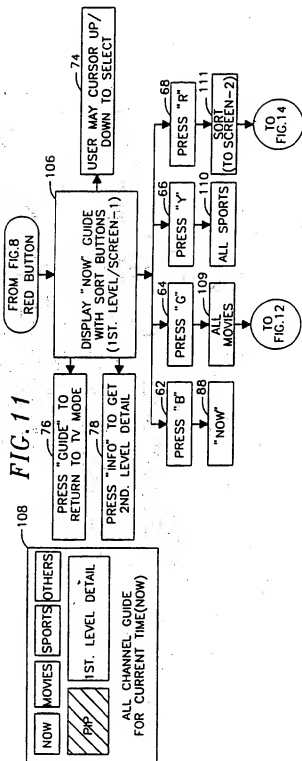 FIG.11
108
NOW
MOVIES
SPORTS
OTHERS
PIP
1ST. LEVEL DETAIL
ALL CHANNEL GUIDE
FOR CURRENT TIME(NOW)
FROM FIG.8
RED BUTTON
106
DISPLAY "NOW" GUIDE
WITH SORT BUTTONS
(1ST. LEVEL/SCREEN-1)
74
USER MAY CURSOR UP/
DOWN TO SELECT
76
PRESS "GUIDE" TO
RETURN TO TV MODE
78
PRESS "INFO" TO GET
2ND. LEVEL DETAIL
62
PRESS "B"
88
"NOW"
64
PRESS "G"
109
ALL
MOVIES
TO
FIG.12
66
PRESS "Y"
110
ALL SPORTS
68
PRESS "R"
111
SORT
(TO SCREEN-2)
TO
FIG.14